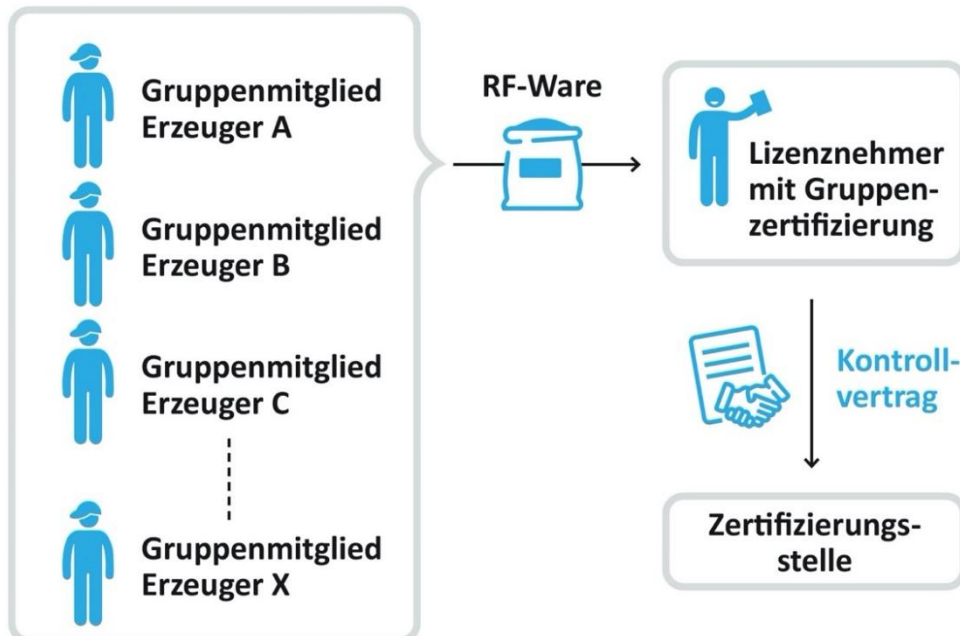 Gruppenmitglied
Erzeuger A
Gruppenmitglied
Erzeuger B
Gruppenmitglied
Erzeuger C
Gruppenmitglied
Erzeuger X
RF-Ware
Lizenznehmer
mit Gruppen-
zertifizierung
Kontroll-
vertrag
Zertifizierungs-
stelle